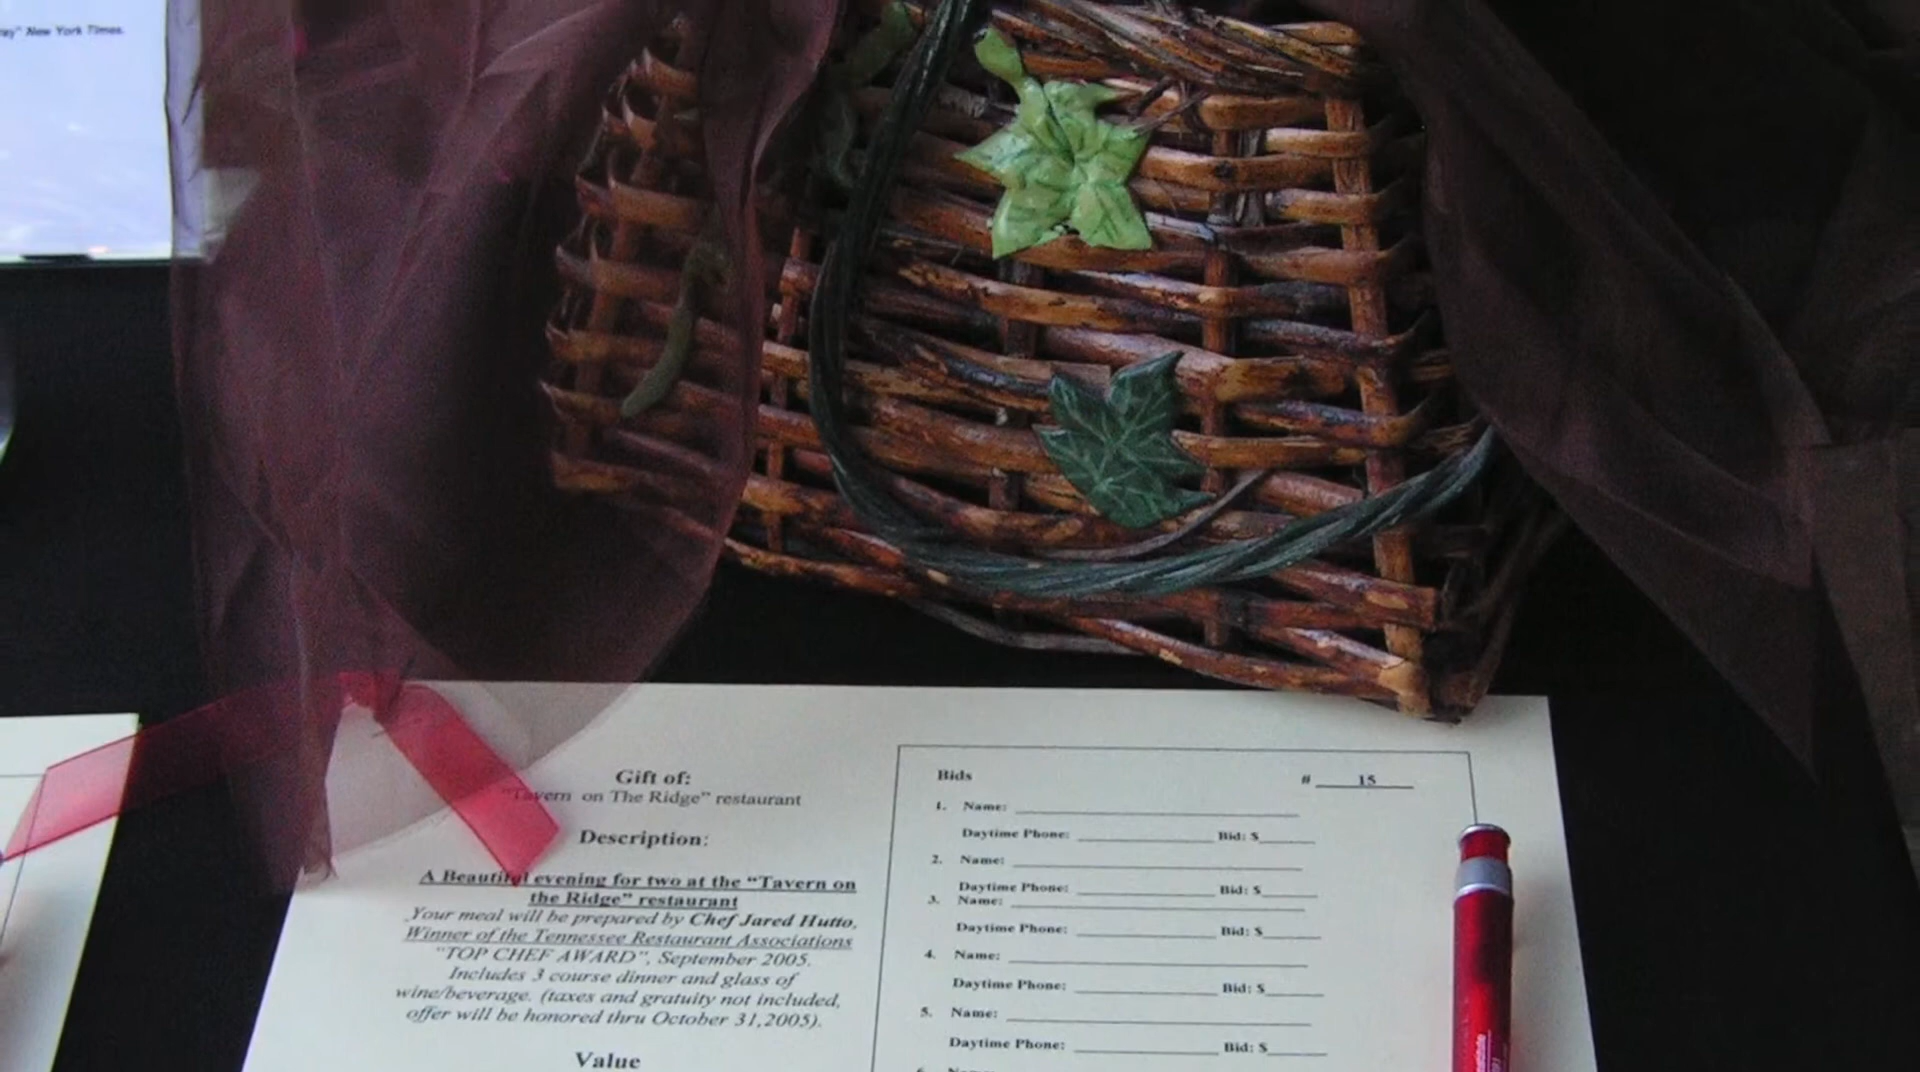 ray" New York Times.
Gift of:
"Tavern on The Ridge" restaurant
Description:
A Beautiful evening for two at the "Tavern on
the Ridge" restaurant
Your meal will be prepared by Chef Jared Hutto,
Winner of the Tennessee Restaurant Associations
"TOP CHEF AWARD", September 2005.
Includes 3 course dinner and glass of
wine/beverage. (taxes and gratuity not included,
offer will be honored thru October 31,2005).
Value
Bids # 15
1. Name:
Daytime Phone: Bid: $
2. Name:
Daytime Phone: Bid: $
3. Name:
Daytime Phone: Bid: $
4. Name:
Daytime Phone: Bid: $
5. Name:
Daytime Phone: Bid: $
6. Name: